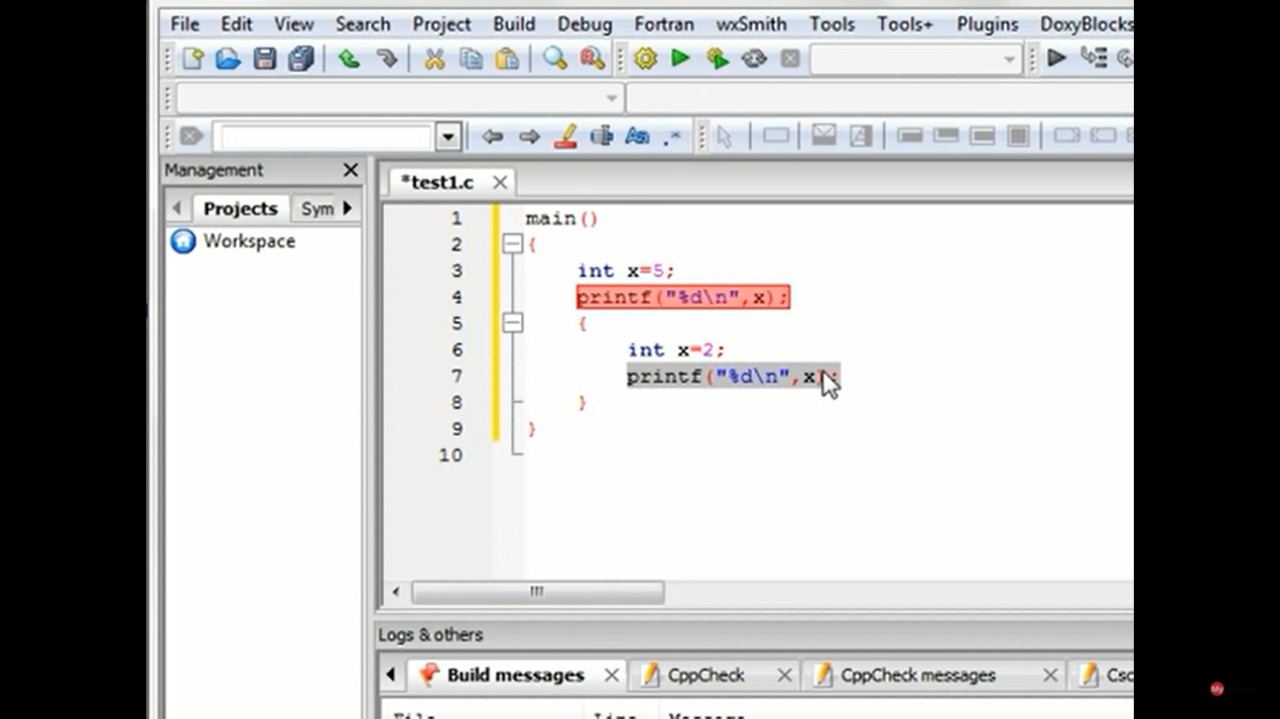 File Edit View Search Project Build Debug Fortran wxSmith Tools Tools+ Plugins DoxyBlocks
Management
*test1.c
Projects Sym
Workspace
1 main()
2 {
3 int x=5;
4 printf("%d\n",x);
5 {
6 int x=2;
7 printf("%d\n",x);
8 }
9 }
10
Logs & others
Build messages CppCheck CppCheck messages Csc
File Line Message
My